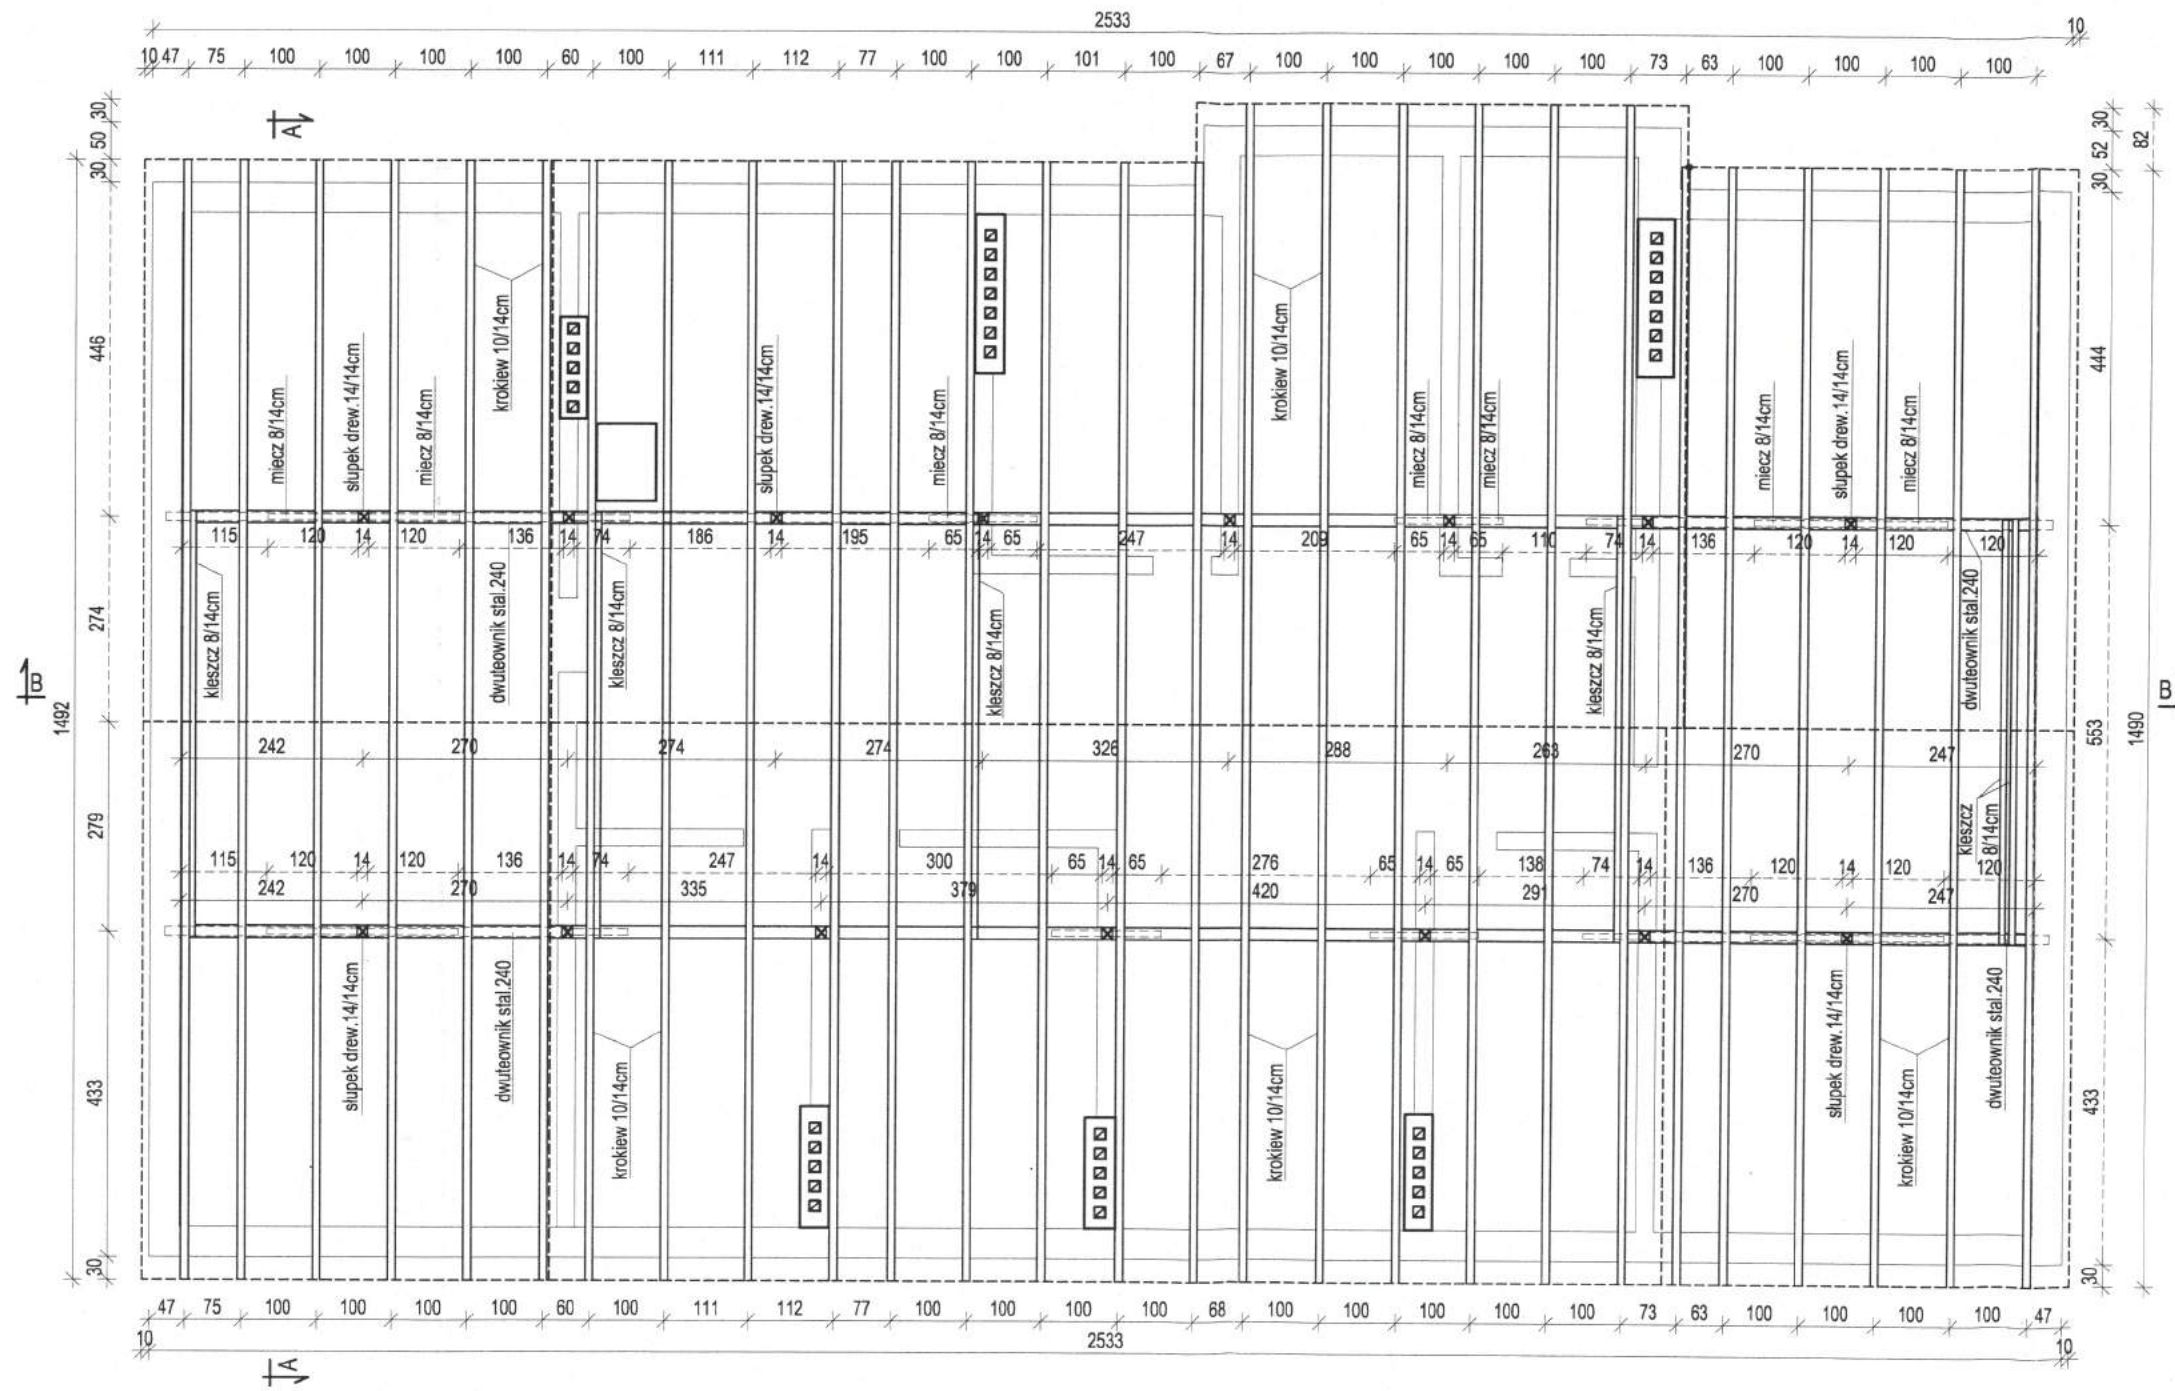 2533
10
10 47 75 100 100 100 100 60 100 111 112 77 100 100 101 100 67 100 100 100 100 100 73 63 100 100 100 100
30
50
30
A
30
52
30
82
446
444
krokiew 10/14cm
krokiew 10/14cm
miecz 8/14cm
słupek drew.14/14cm
miecz 8/14cm
słupek drew.14/14cm
miecz 8/14cm
miecz 8/14cm
miecz 8/14cm
miecz 8/14cm
słupek drew.14/14cm
miecz 8/14cm
115 120 14 120 136 14 74 186 14 195 65 14 65 247 14 209 65 14 65 110 74 14 136 120 14 120 120
274
kleszcz 8/14cm
dwuteownik stal.240
kleszcz 8/14cm
kleszcz 8/14cm
kleszcz 8/14cm
dwuteownik stal.240
B
B
1492
553
1490
242 270 274 274 326 288 263 270 247
279
kleszcz
8/14cm
115 120 14 120 136 14 74 247 14 300 65 14 65 276 65 14 65 138 74 14 136 120 14 120 120
242 270 335 379 420 291 270 247
słupek drew.14/14cm
dwuteownik stal.240
krokiew 10/14cm
krokiew 10/14cm
słupek drew.14/14cm
krokiew 10/14cm
dwuteownik stal.240
433
433
30
30
47 75 100 100 100 100 60 100 111 112 77 100 100 100 100 68 100 100 100 100 100 73 63 100 100 100 100 47
10
2533
10
A